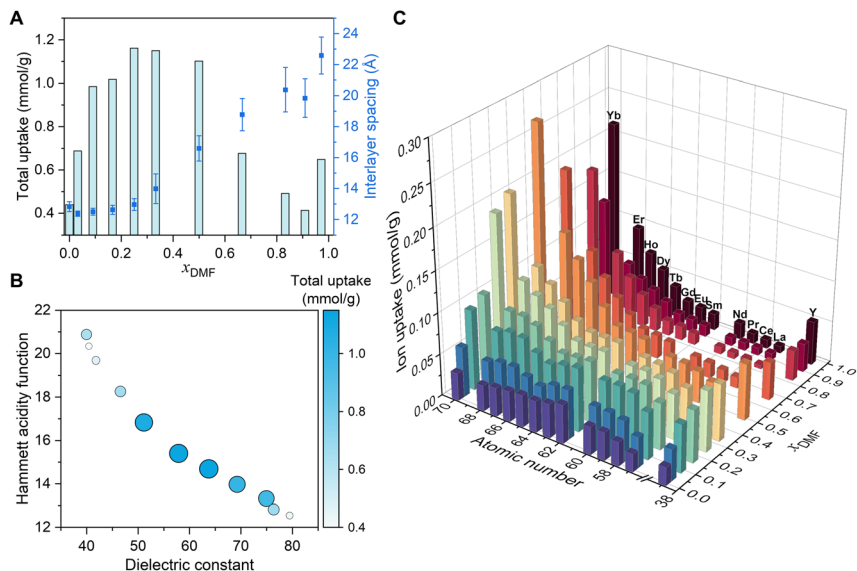 A
Total uptake (mmol/g)
1.2
1.0
0.8
0.6
0.4
24
22
20
18
16
14
12
Interlayer spacing (Å)
0.0 0.2 0.4 0.6 0.8 1.0
xDMF
B
Hammett acidity function
22
20
18
16
14
12
40 50 60 70 80
Dielectric constant
Total uptake
(mmol/g)
1.0
0.8
0.6
0.4
C
Ion uptake (mmol/g)
0.30
0.25
0.20
0.15
0.10
0.05
0.00
70 68 66 64 62 60 58 38
Atomic number
0.0 0.1 0.2 0.3 0.4 0.5 0.6 0.7 0.8 0.9 1.0
xDMF
Yb
Er
Ho
Dy
Tb
Gd
Eu
Sm
Nd
Pr
Ce
La
Y